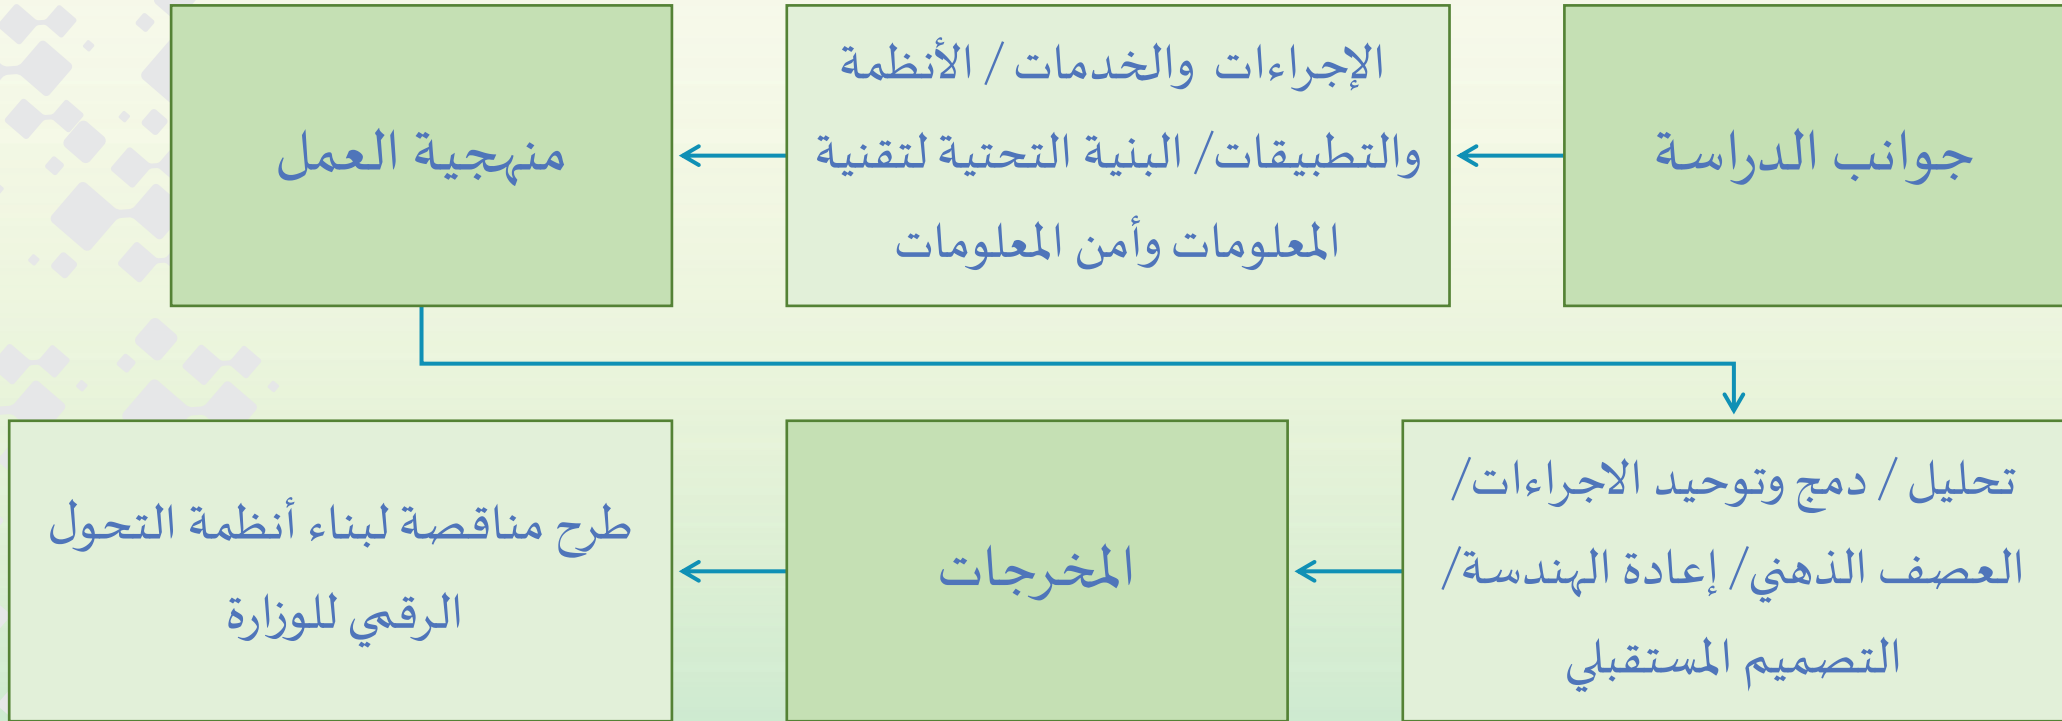 جوانب الدراسة
الإجراءات والخدمات / الأنظمة
والتطبيقات/ البنية التحتية لتقنية
المعلومات وأمن المعلومات
منهجية العمل
تحليل / دمج وتوحيد الاجراءات/
العصف الذهني/ إعادة الهندسة/
التصميم المستقبلي
المخرجات
طرح مناقصة لبناء أنظمة التحول
الرقمي للوزارة